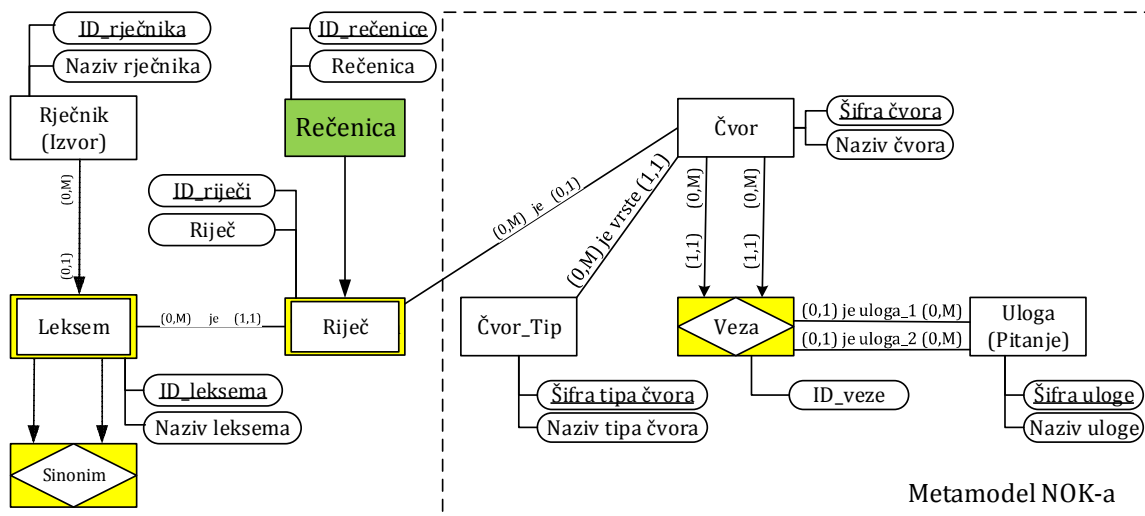 ID_rječnika
Naziv rječnika
Rječnik
(Izvor)
ID_rečenice
Rečenica
Rečenica
Šifra čvora
Naziv čvora
Čvor
(0,M)
(0,1)
ID_riječi
Riječ
(0,M) je (0,1)
(0,M) je vrste (1,1)
(0,M)
(1,1)
(0,M)
(1,1)
Leksem
(0,M) je (1,1)
Riječ
Čvor_Tip
Veza
(0,1) je uloga_1 (0,M)
(0,1) je uloga_2 (0,M)
Uloga
(Pitanje)
ID_leksema
Naziv leksema
Šifra tipa čvora
Naziv tipa čvora
ID_veze
Šifra uloge
Naziv uloge
Sinonim
Metamodel NOK-a